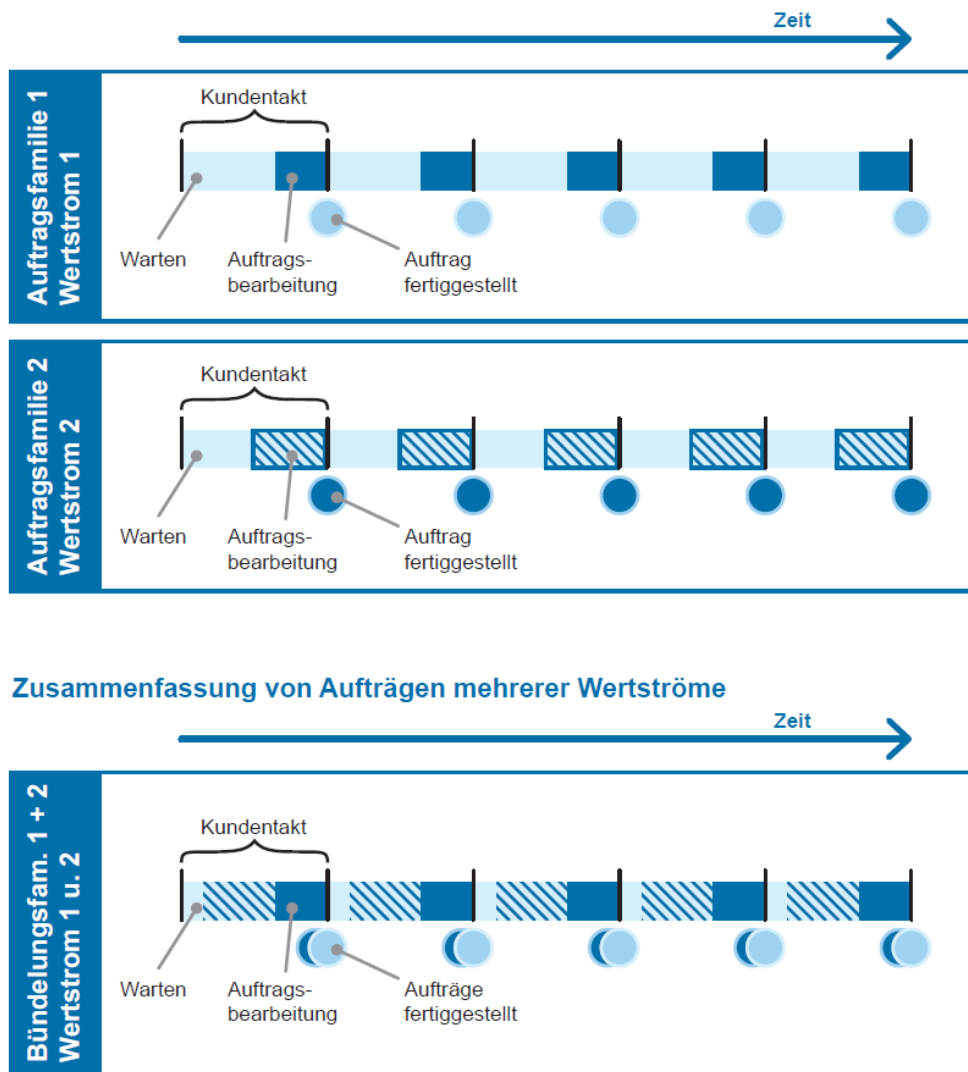 Zeit
Auftragsfamilie 1
Wertstrom 1
Kundentakt
Warten
Auftrags-
bearbeitung
Auftrag
fertiggestellt
Auftragsfamilie 2
Wertstrom 2
Kundentakt
Warten
Auftrags-
bearbeitung
Auftrag
fertiggestellt
Zusammenfassung von Aufträgen mehrerer Wertströme
Zeit
Bündelungsfam. 1 + 2
Wertstrom 1 u. 2
Kundentakt
Warten
Auftrags-
bearbeitung
Aufträge
fertiggestellt